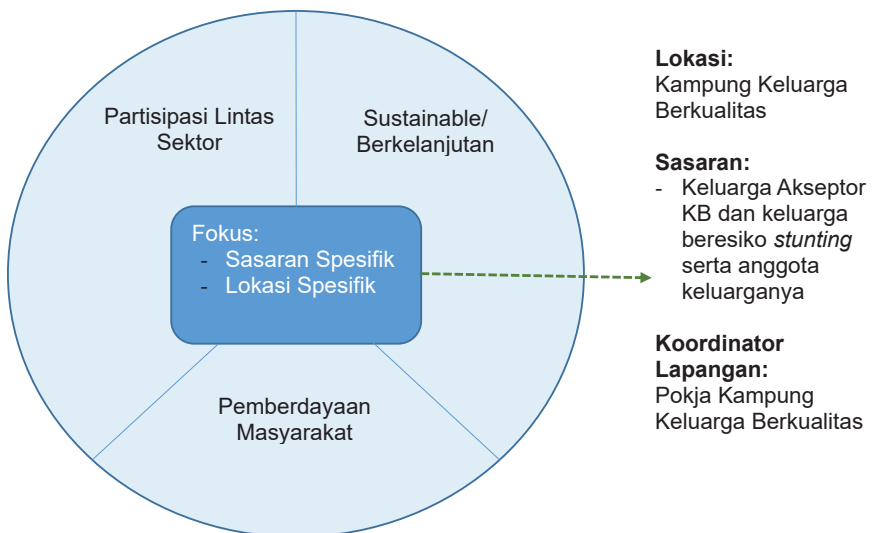 Partisipasi Lintas
Sektor
Sustainable/
Berkelanjutan
Fokus:
- Sasaran Spesifik
- Lokasi Spesifik
Pemberdayaan
Masyarakat
Lokasi:
Kampung Keluarga
Berkualitas
Sasaran:
- Keluarga Akseptor
KB dan keluarga
beresiko stunting
serta anggota
keluarganya
Koordinator
Lapangan:
Pokja Kampung
Keluarga Berkualitas